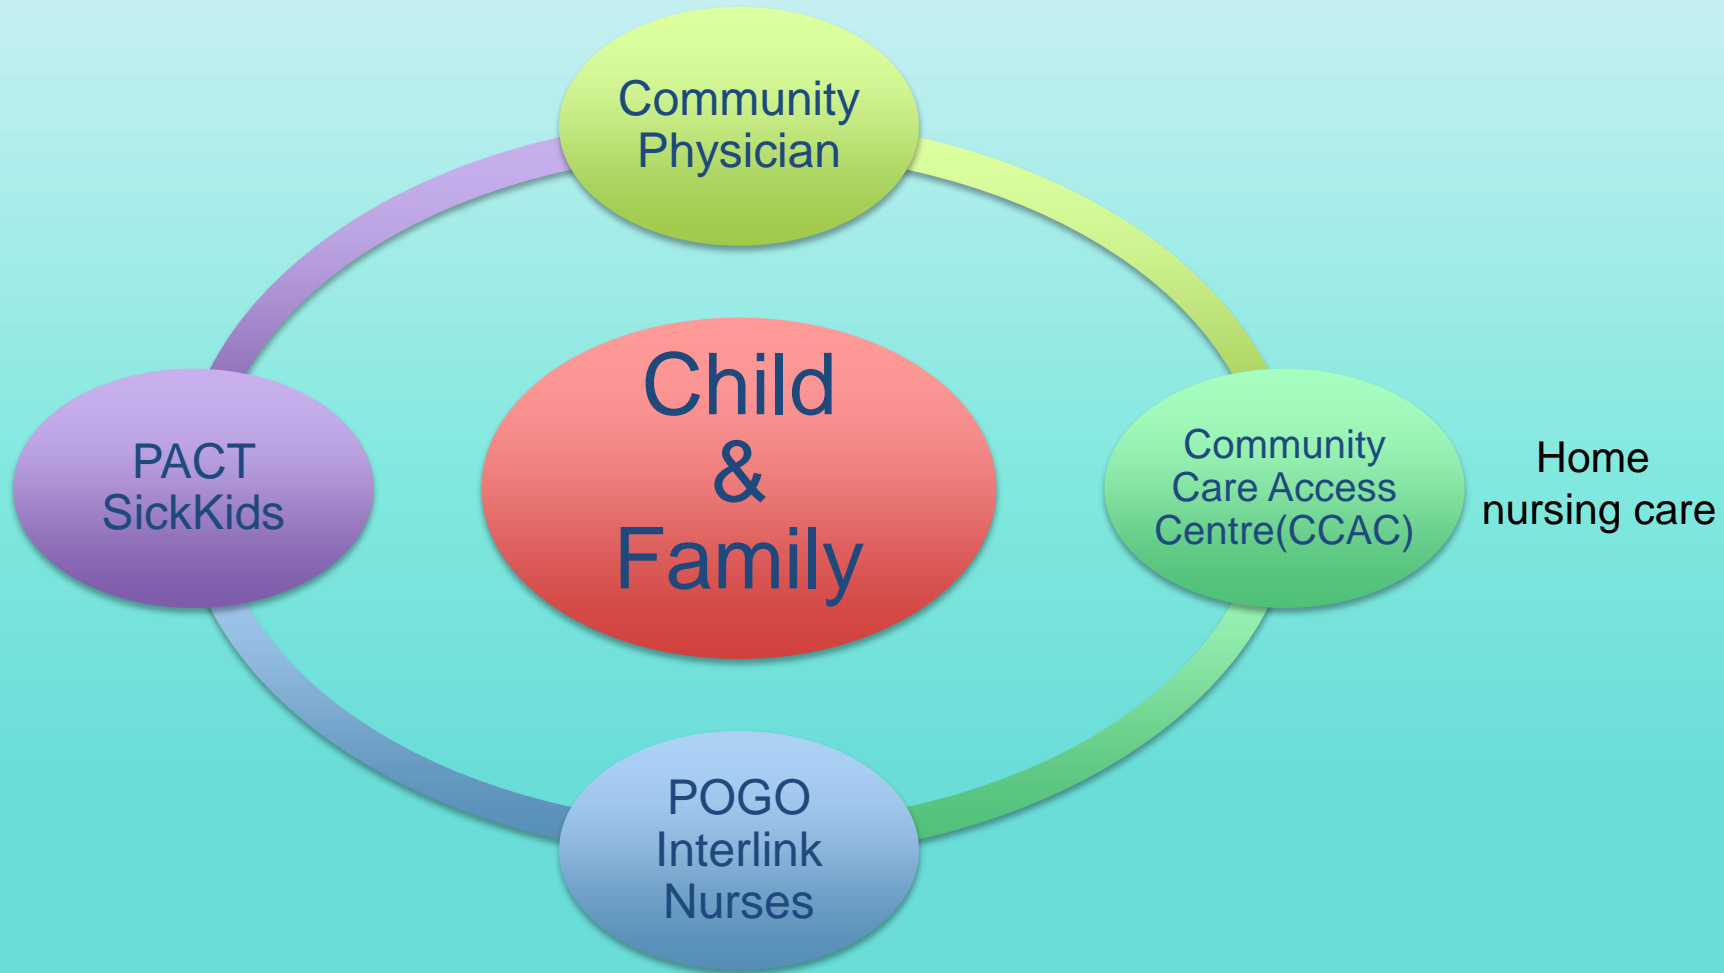 Community
Physician
Child
&
Family
PACT
SickKids
Community
Care Access
Centre(CCAC)
Home
nursing care
POGO
Interlink
Nurses